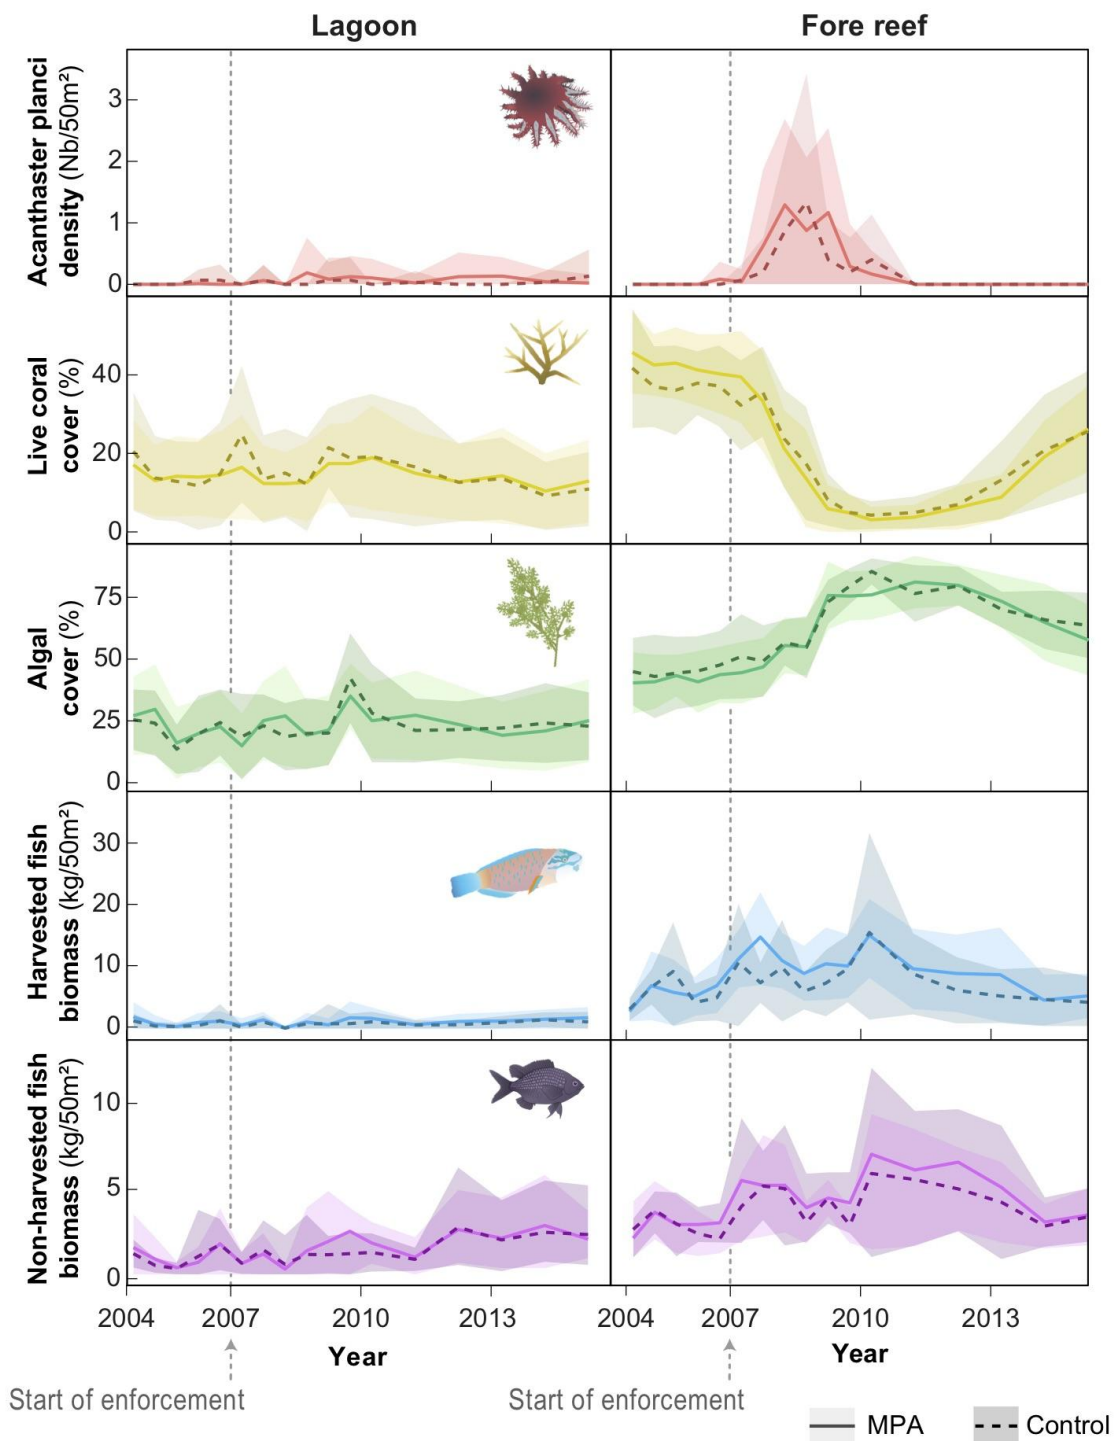 Lagoon
Fore reef
Acanthaster planci
density (Nb/50m²)
3
2
1
0
Live coral
cover (%)
40
20
0
Algal
cover (%)
75
50
25
0
Harvested fish
biomass (kg/50m²)
30
20
10
0
Non-harvested fish
biomass (kg/50m²)
10
5
0
2004 2007 2010 2013 2004 2007 2010 2013
Year Year
Start of enforcement Start of enforcement
MPA Control